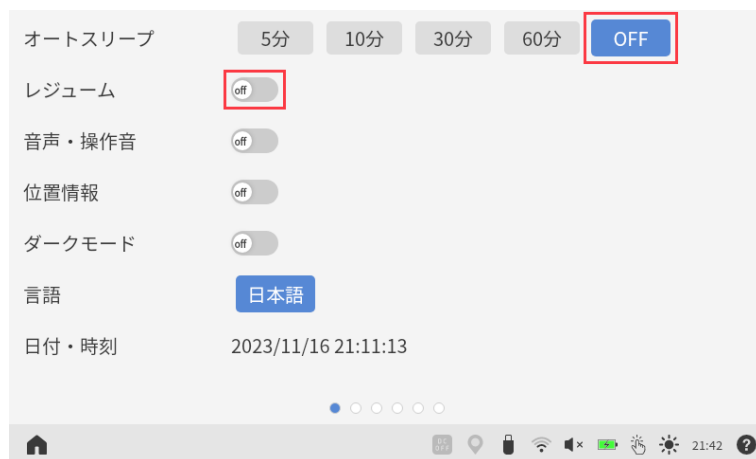 オートスリープ 5分 10分 30分 60分 OFF
レジューム off
音声・操作音 off
位置情報 off
ダークモード off
言語 日本語
日付・時刻 2023/11/16 21:11:13
DC
OFF
21:42 ?